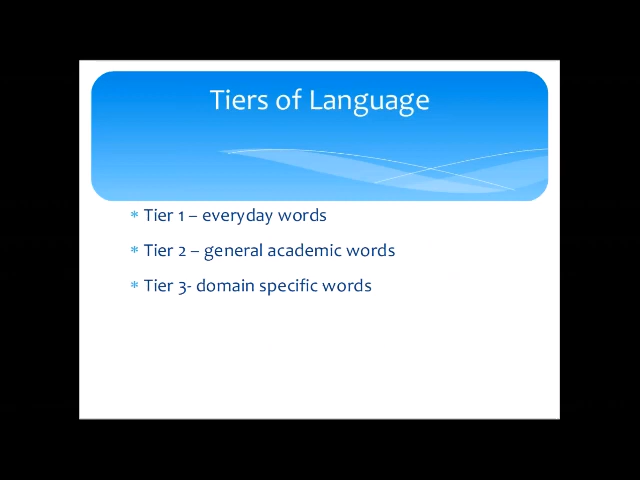 Tiers of Language
* Tier 1 – everyday words
* Tier 2 – general academic words
* Tier 3- domain specific words